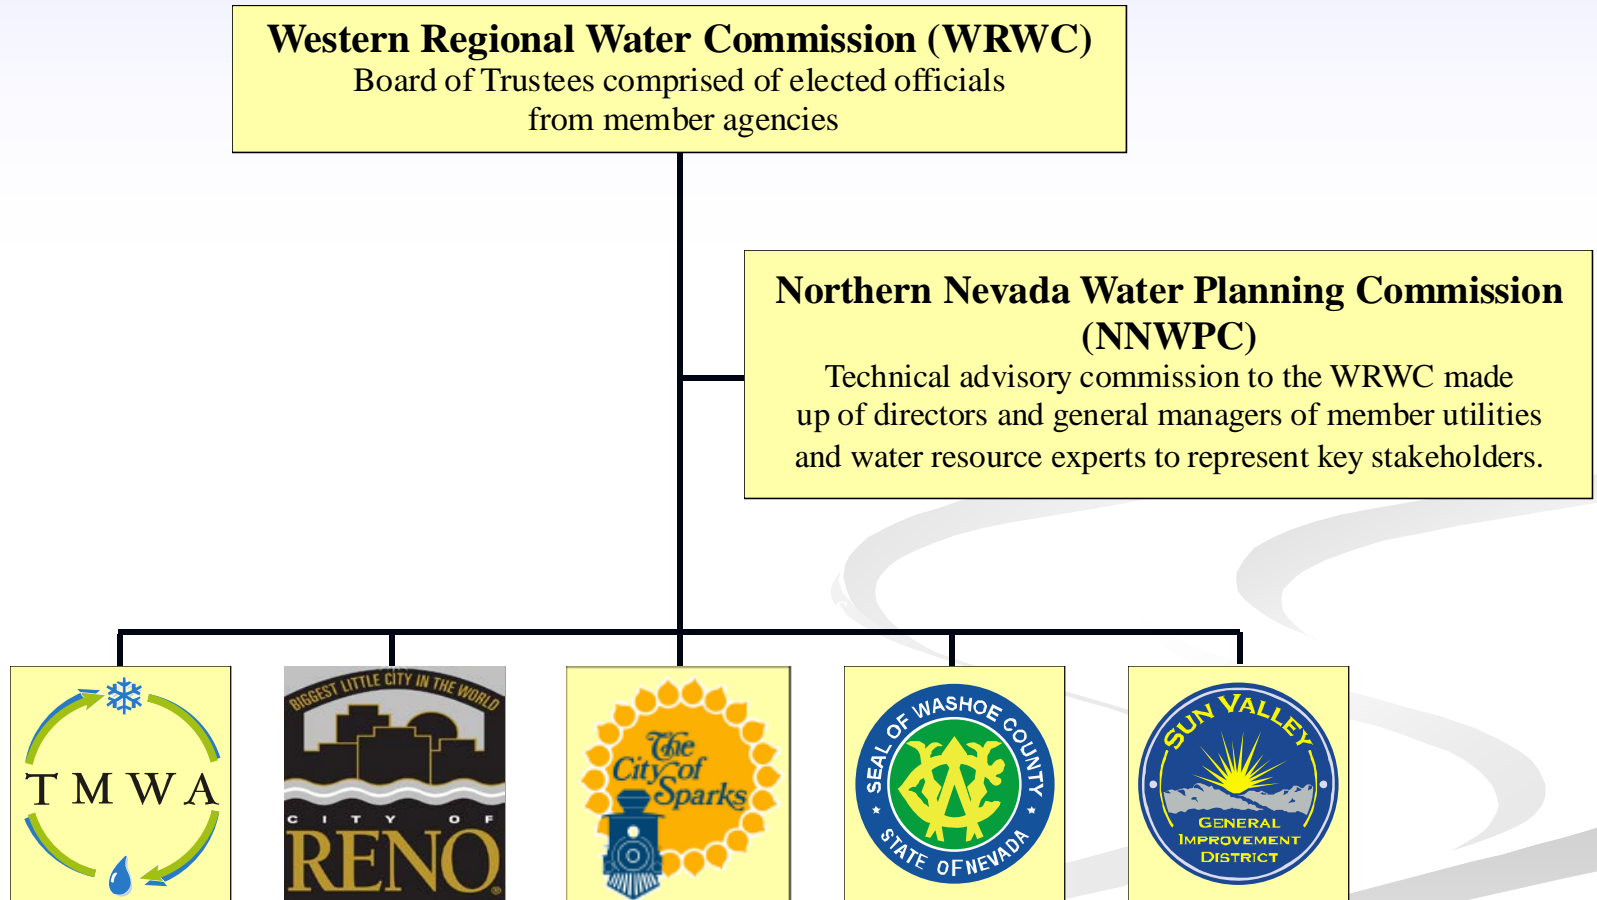 Western Regional Water Commission (WRWC)
Board of Trustees comprised of elected officials
from member agencies
Northern Nevada Water Planning Commission
(NNWPC)
Technical advisory commission to the WRWC made
up of directors and general managers of member utilities
and water resource experts to represent key stakeholders.
TMWA
BIGGEST LITTLE CITY IN THE WORLD
CITY OF
RENO®
The
City of
Sparks
SEAL OF WASHOE COUNTY
STATE OF NEVADA
SUN VALLEY
GENERAL
IMPROVEMENT
DISTRICT